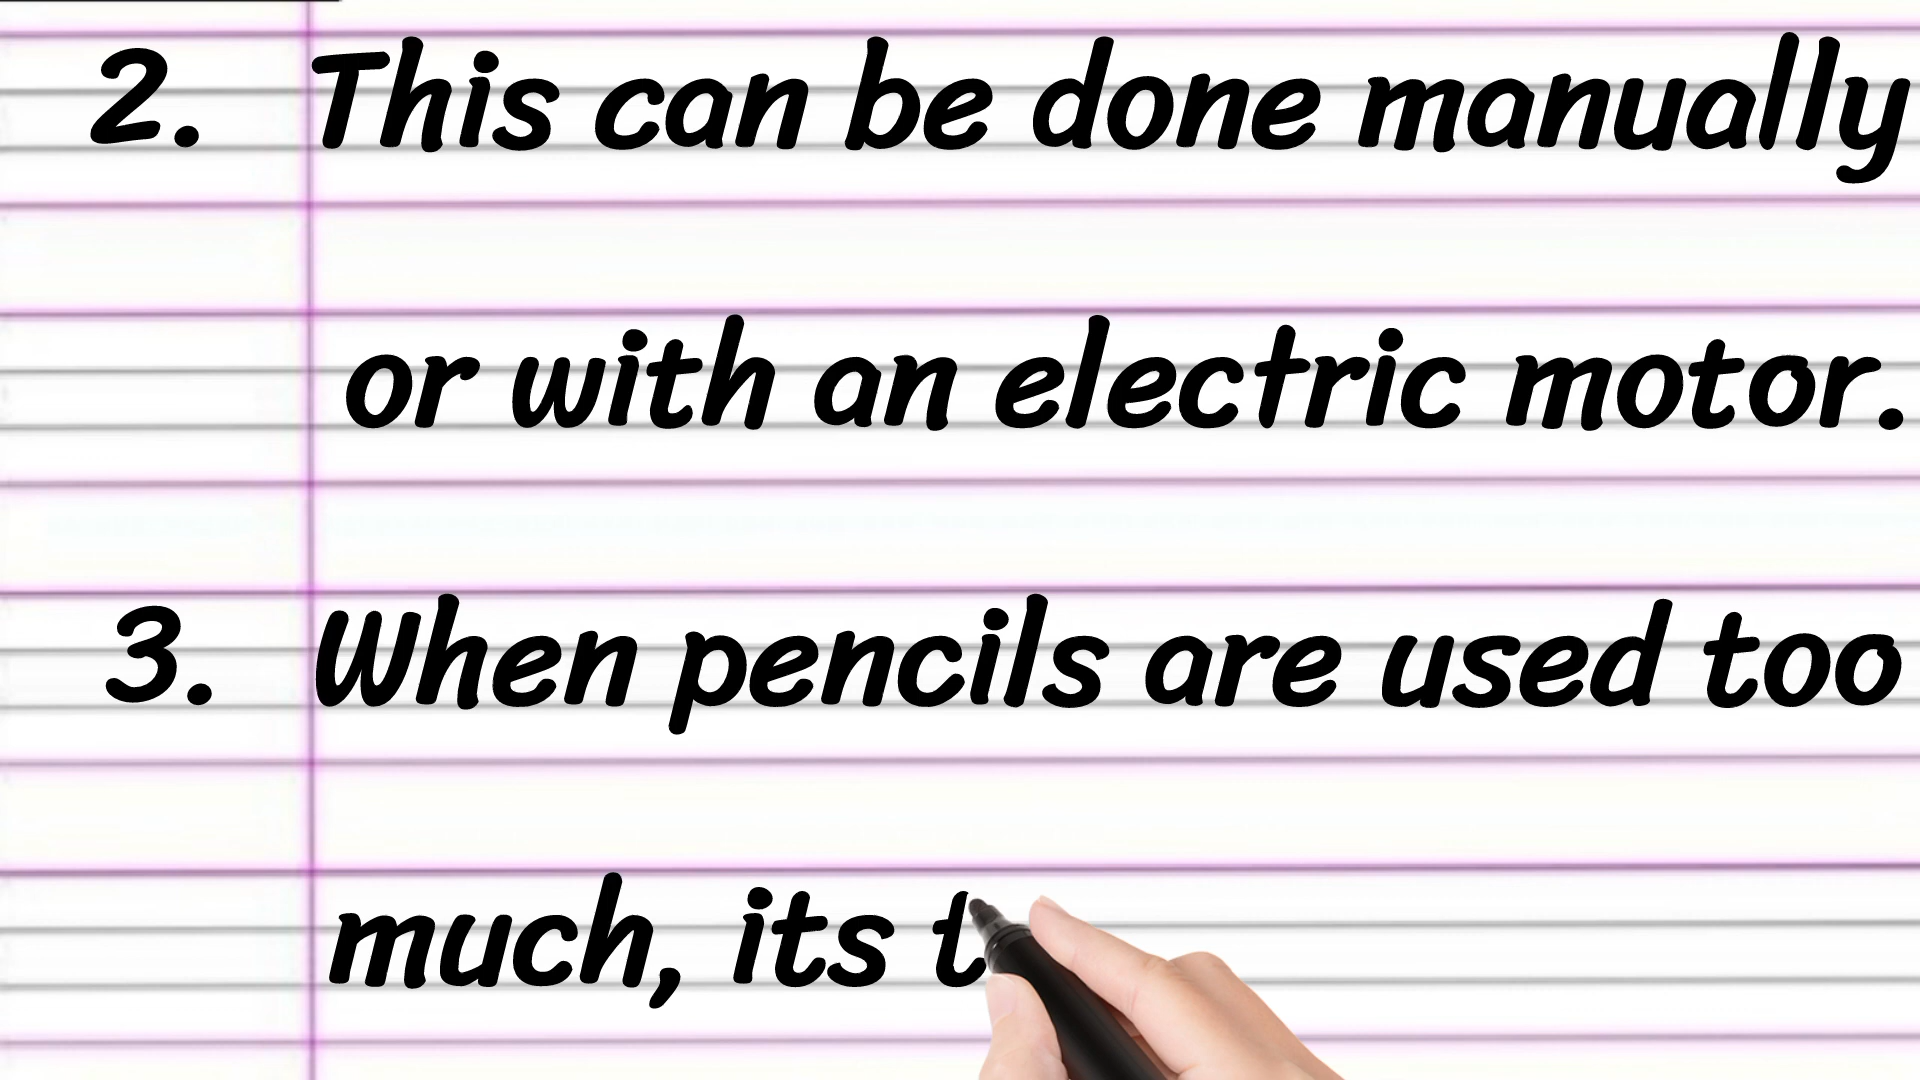 2. This can be done manually
or with an electric motor.
3. When pencils are used too
much, its t